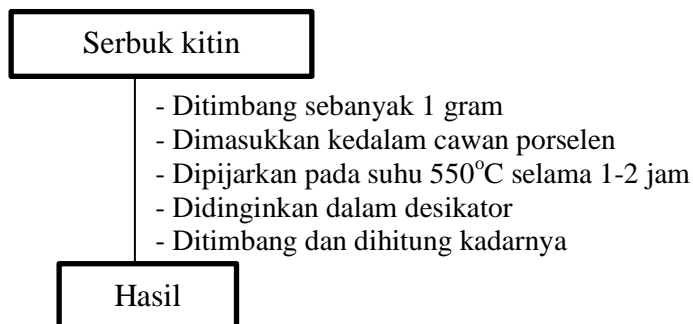 Serbuk kitin
- Ditimbang sebanyak 1 gram
- Dimasukkan kedalam cawan porselen
- Dipijarkan pada suhu 550°C selama 1-2 jam
- Didinginkan dalam desikator
- Ditimbang dan dihitung kadarnya
Hasil